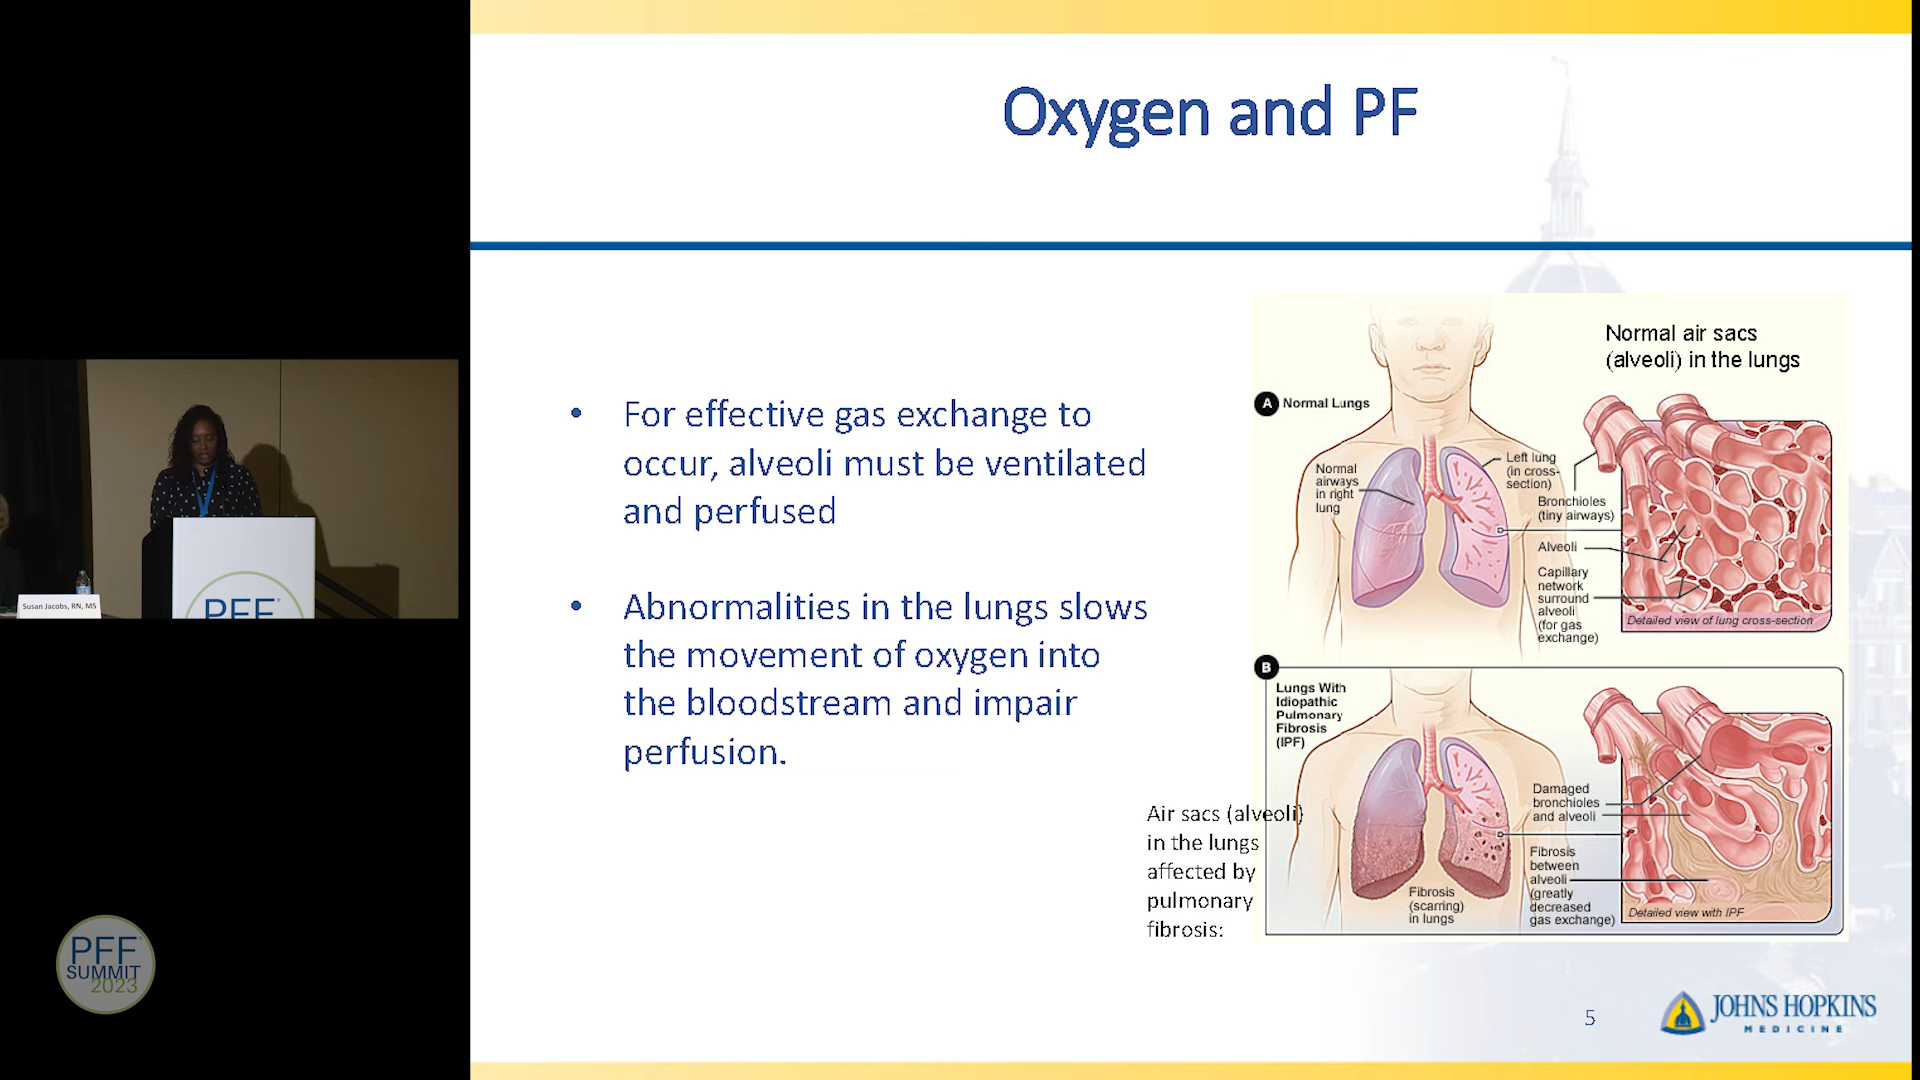 Oxygen and PF
• For effective gas exchange to
occur, alveoli must be ventilated
and perfused
• Abnormalities in the lungs slows
the movement of oxygen into
the bloodstream and impair
perfusion.
Normal air sacs
(alveoli) in the lungs
A Normal Lungs
Normal
airways
in right
lung
Left lung
(in cross-
section)
Bronchioles
(tiny airways)
Alveoli
Capillary
network
surround
alveoli
(for gas
exchange)
Detailed view of lung cross-section
B
Lungs With
Idiopathic
Pulmonary
Fibrosis
(IPF)
Air sacs (alveoli)
in the lungs
affected by
pulmonary
fibrosis:
Fibrosis
(scarring)
in lungs
Damaged
bronchioles
and alveoli
Fibrosis
between
alveoli
(greatly
decreased
gas exchange)
Detailed view with IPF
Susan Jacobs, RN, MS
PFF
PFF
SUMMIT
2023
5
JOHNS HOPKINS
MEDICINE